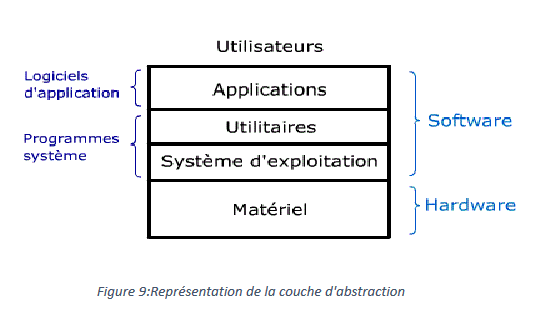 Utilisateurs
Logiciels
d'application
Applications
Programmes
système
Utilitaires
Système d'exploitation
Software
Matériel
Hardware
Figure 9:Représentation de la couche d'abstraction